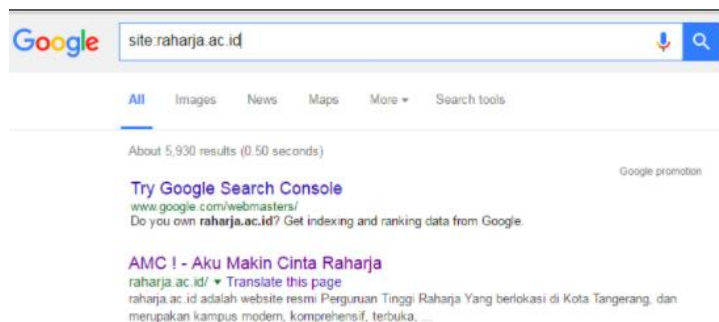 Google site:raharja.ac.id
All Images News Maps More ▾ Search tools
About 5,930 results (0.50 seconds)
Google promotion
Try Google Search Console
www.google.com/webmasters/
Do you own raharja.ac.id? Get indexing and ranking data from Google.
AMC ! - Aku Makin Cinta Raharja
raharja.ac.id/ ▾ Translate this page
raharja.ac.id adalah website resmi Perguruan Tinggi Raharja Yang berlokasi di Kota Tangerang, dan
merupakan kampus modern, komprehensif, terbuka, ...